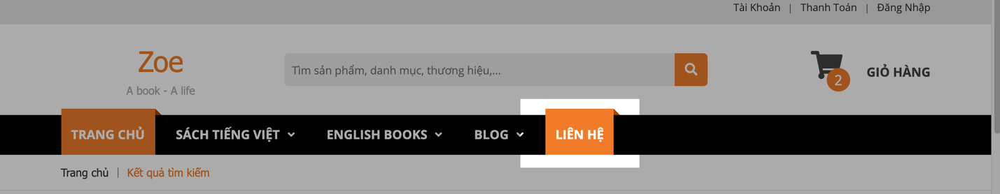 Tài Khoản | Thanh Toán | Đăng Nhập
Zoe
A book - A life
Tìm sản phẩm, danh mục, thương hiệu,...
2
GIỎ HÀNG
TRANG CHỦ SÁCH TIẾNG VIỆT ENGLISH BOOKS BLOG LIÊN HỆ
Trang chủ | Kết quả tìm kiếm